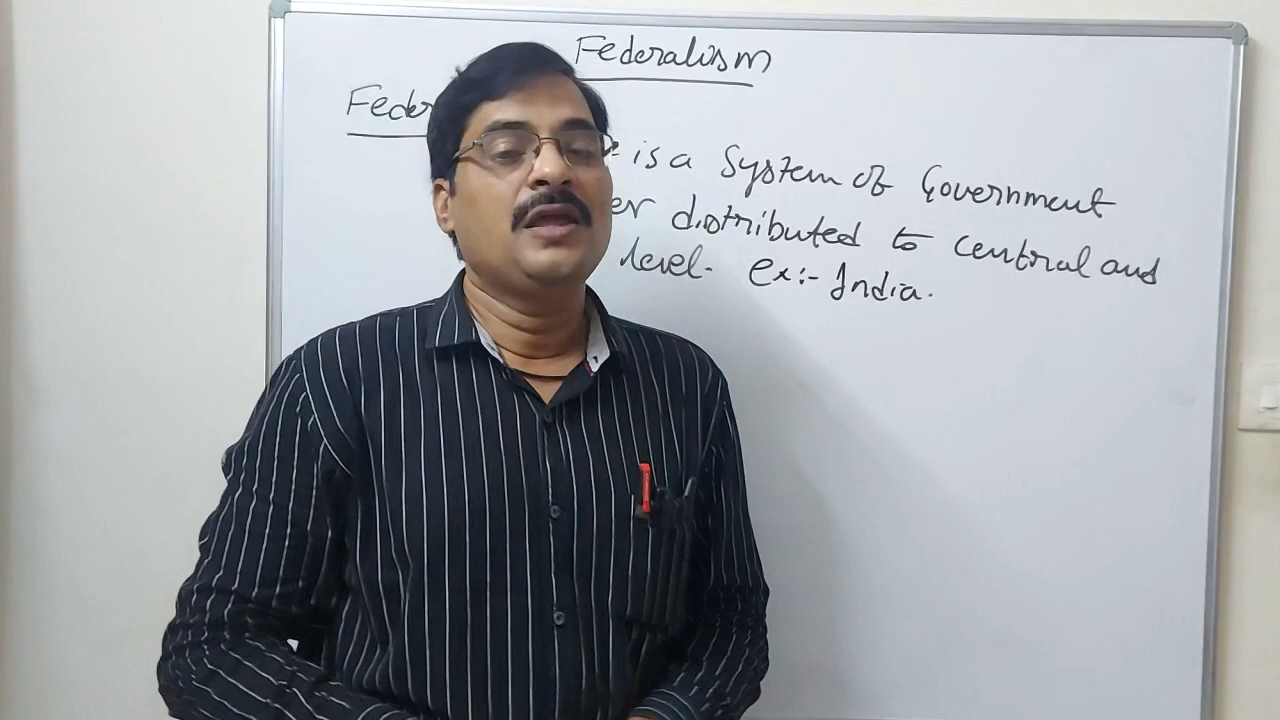 Federalism
Feder
is a System of Government
er distributed to central and
level. Ex:- India.